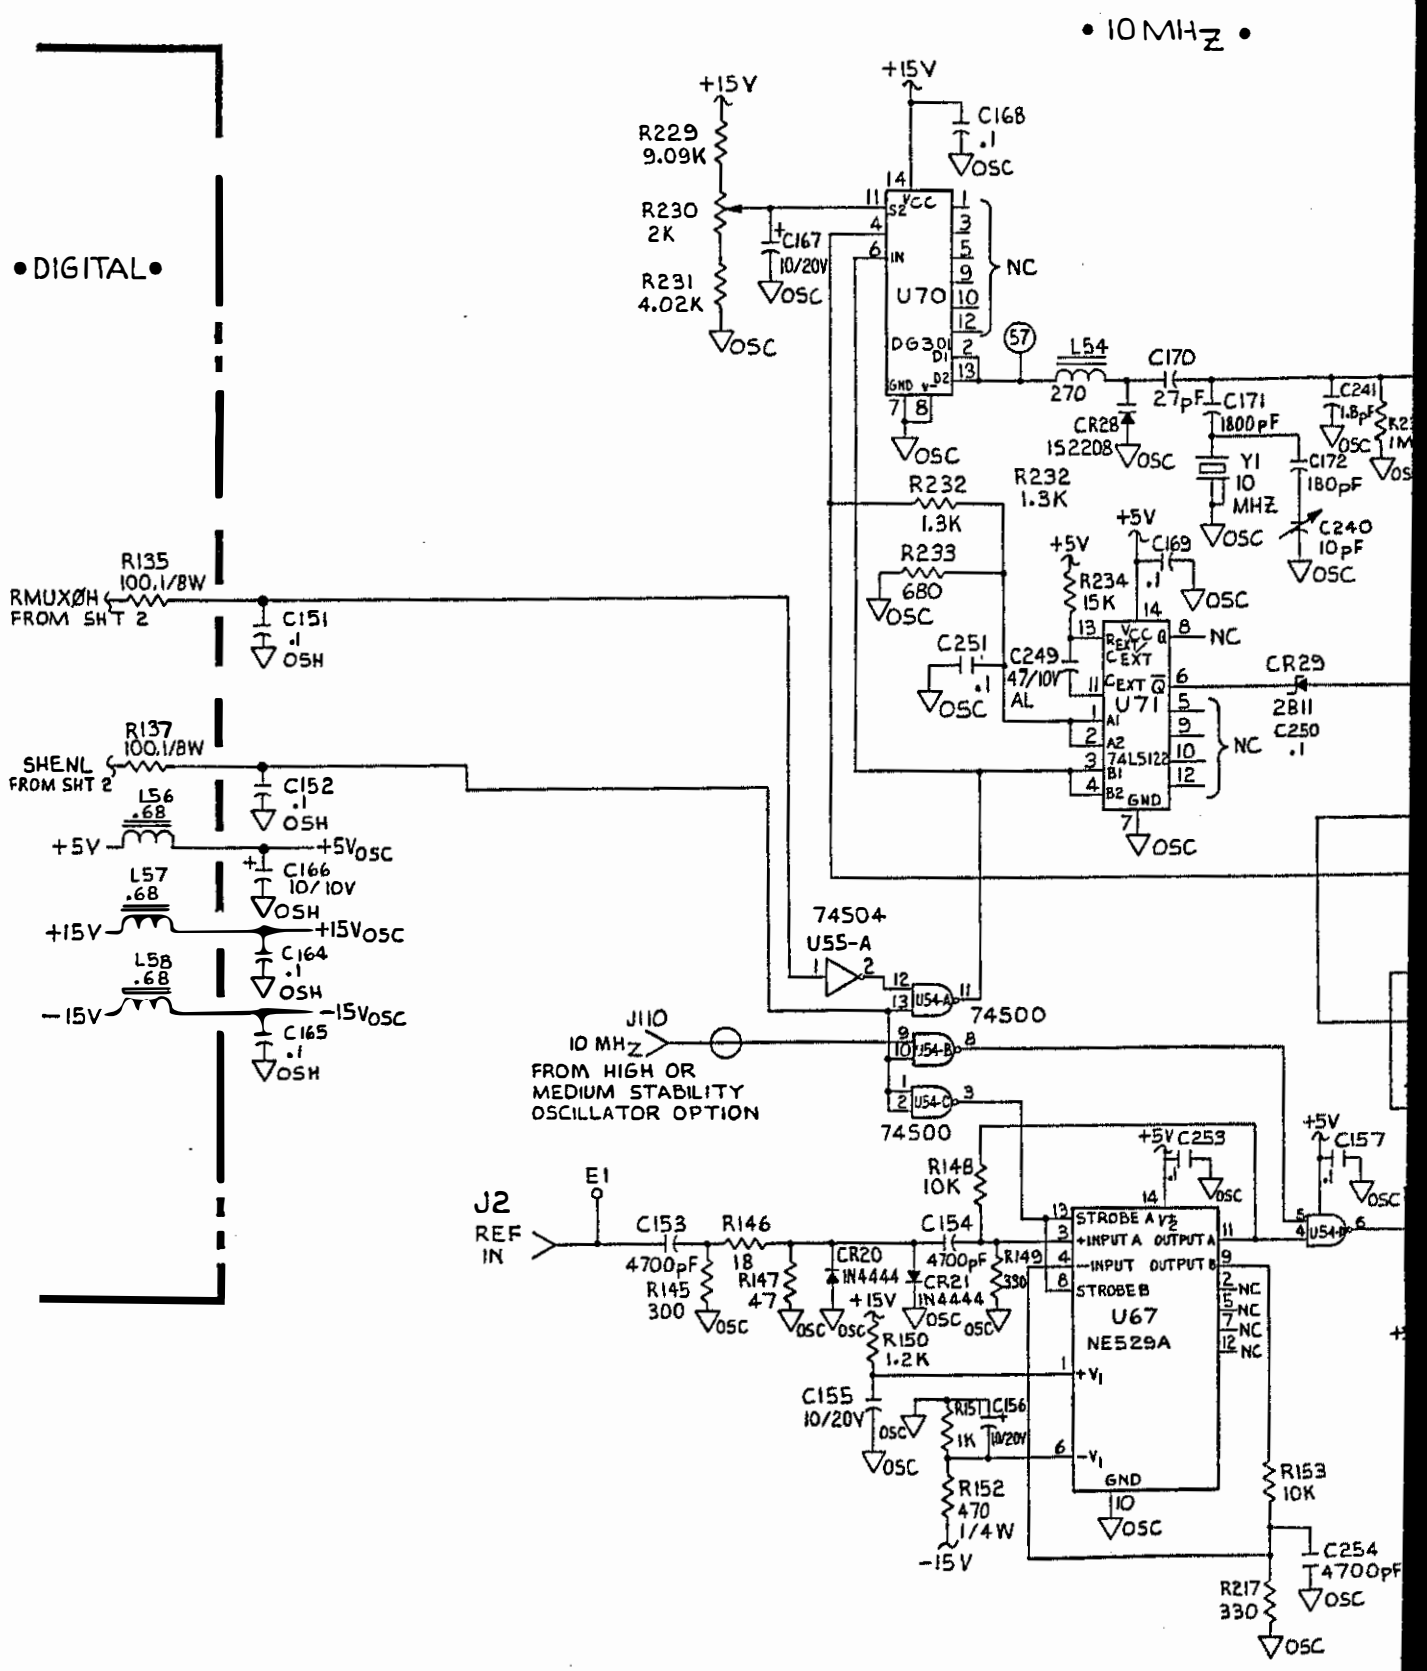 • 10 MHz •
• DIGITAL •
+15V
R229
9.09K
R230
2K
R231
4.02K
OSC
+
C167
10/20V
OSC
+15V
C168
.1
OSC
14
VCC
11
S2
4
6
IN
U70
DG301
D1
D2
GND
V-
7
8
OSC
1
3
5
9
10
12
2
13
NC
57
L54
270
C170
27pF
CR28
1S2208
OSC
C171
1800pF
Y1
10
MHZ
OSC
C172
180pF
C240
10pF
OSC
C241
1.8pF
OSC
1M
R232
1.3K
R232
1.3K
R233
680
OSC
C251
.1
OSC
+5V
R234
15K
C249
47/10V
AL
+5V
C169
.1
OSC
14
13
REXT/
CEXT
VCC
Q
8
NC
11
CEXT
Q
6
U71
1
A1
2
A2
74LS122
3
B1
4
B2
GND
7
OSC
5
9
10
12
NC
CR29
2811
C250
.1
RMUXØH
FROM SHT 2
R135
100,1/8W
C151
.1
OSH
SHENL
FROM SHT 2
R137
100,1/8W
C152
.1
OSH
+5V
L56
.68
+5VOSC
+
C166
10/10V
OSH
+15V
L57
.68
+15VOSC
C164
.1
OSH
-15V
L58
.68
-15VOSC
C165
.1
OSH
74S04
U55-A
1
2
12
13
U54-A
11
74S00
J110
10 MHz
FROM HIGH OR
MEDIUM STABILITY
OSCILLATOR OPTION
9
10
U54-B
8
1
2
U54-C
3
74S00
J2
REF
IN
E1
C153
4700pF
R145
300
OSC
R146
18
R147
47
OSC
CR20
1N4444
OSC
CR21
1N4444
OSC
C154
4700pF
R148
10K
R149
330
OSC
+5V
C253
.1
OSC
14
13
STROBE A
3
+INPUT A
OUTPUT A
11
4
-INPUT
OUTPUT B
9
8
STROBE B
U67
NE529A
2 NC
5 NC
7 NC
12 NC
1
+V1
6
-V1
GND
10
OSC
+15V
R150
1.2K
C155
10/20V
OSC
OSC
R151
1K
C156
+
10/20V
R152
470
1/4W
-15V
+5V
C157
.1
OSC
5
4
U54-D
6
R153
10K
C254
4700pF
OSC
R217
330
OSC